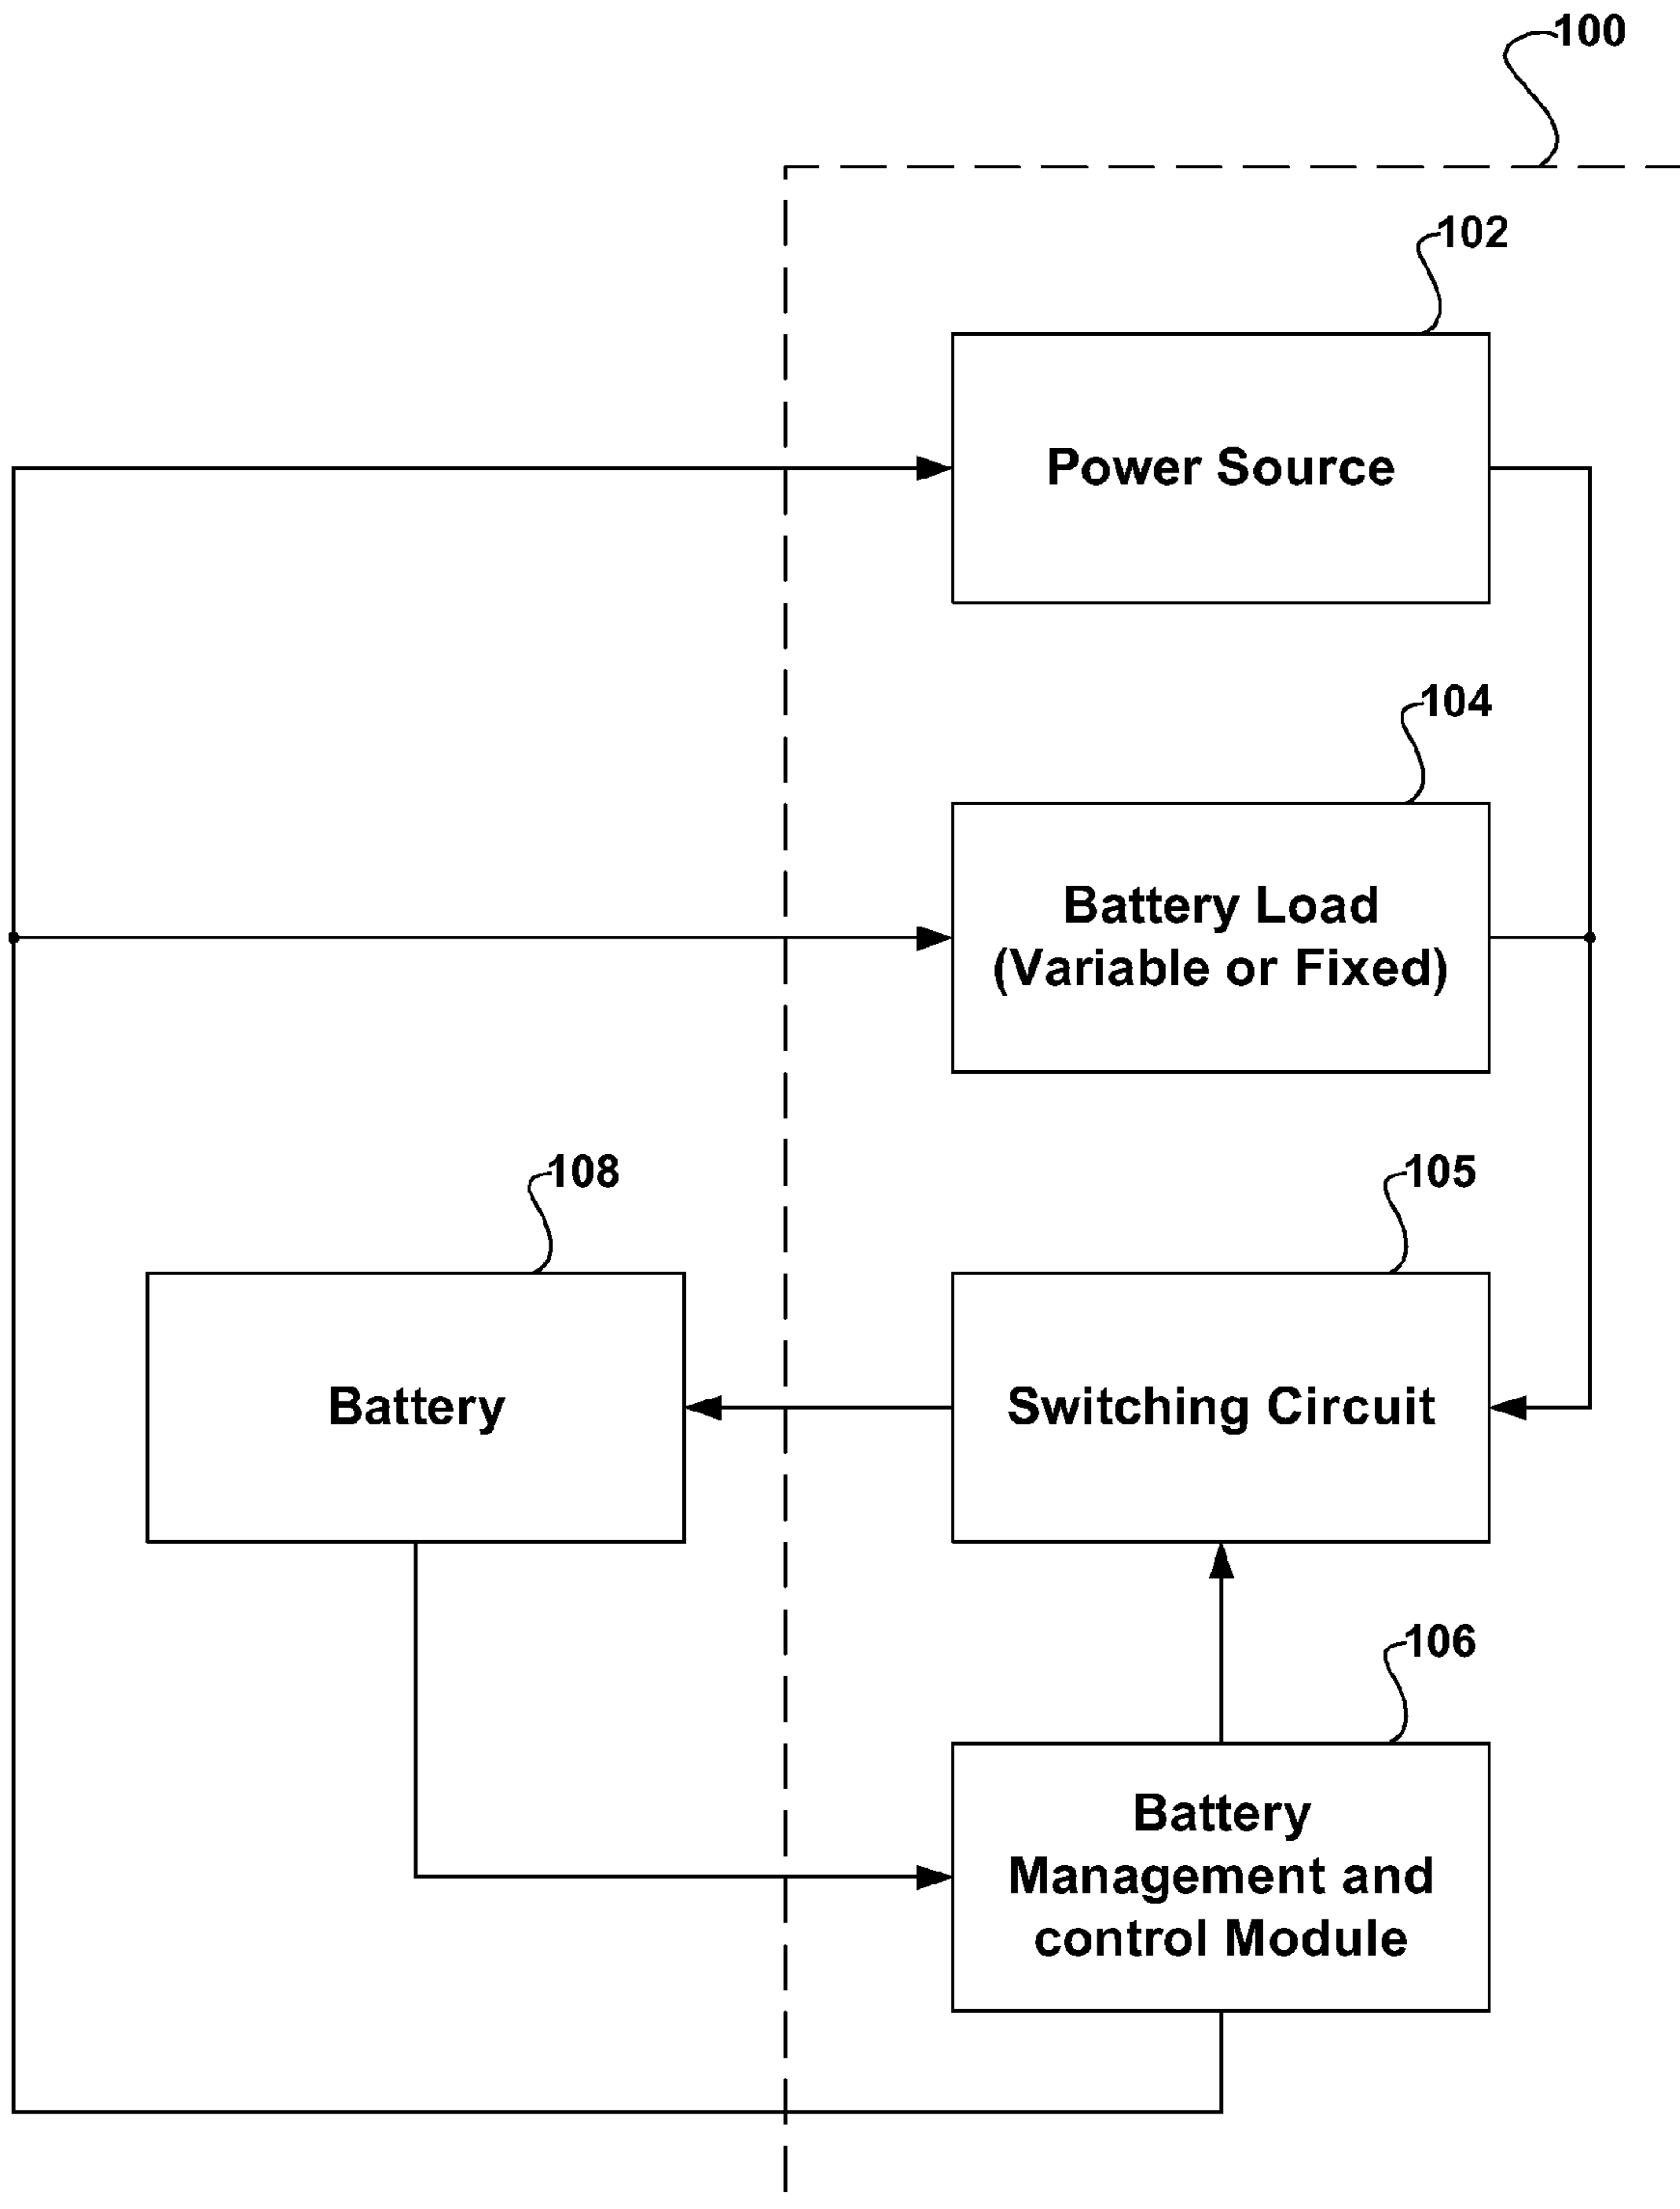 100
102
Power Source
104
Battery Load
(Variable or Fixed)
108
105
Battery
Switching Circuit
106
Battery
Management and
control Module